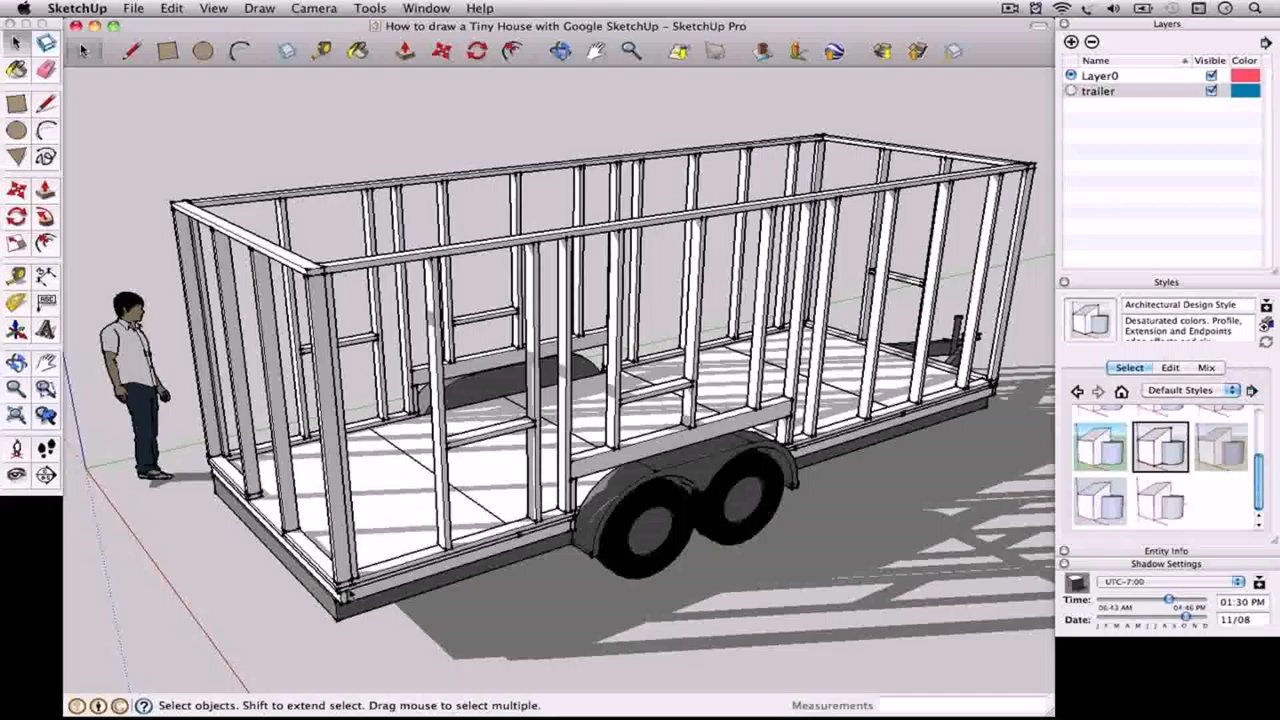 SketchUp File Edit View Draw Camera Tools Window Help
How to draw a Tiny House with Google SketchUp – SketchUp Pro
Layers
Name Visible Color
Layer0
trailer
Styles
Architectural Design Style
Desaturated colors. Profile,
Extension and Endpoints
Select Edit Mix
Default Styles
Entity Info
Shadow Settings
UTC-7:00
Time: 06:43 AM 04:46 PM 01:30 PM
Date: J F M A M J J A S O N D 11/08
ABC
Select objects. Shift to extend select. Drag mouse to select multiple.
Measurements